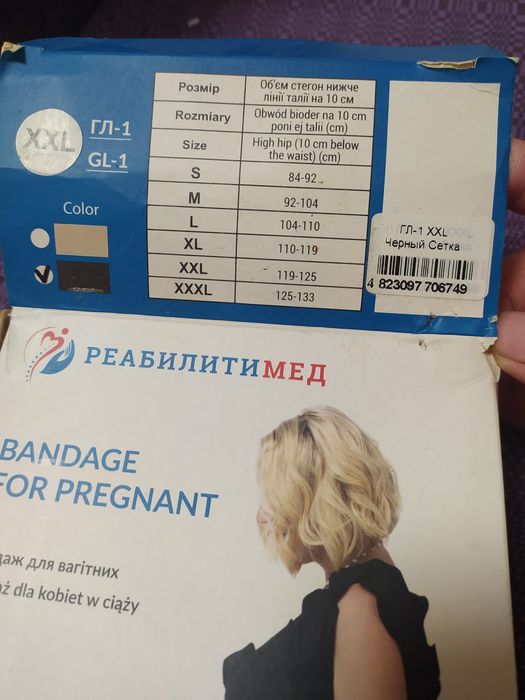 XXL
ГЛ-1
GL-1
Color
Розмір
Об'єм стегон нижче
лінії талії на 10 см
Rozmiary
Obwód bioder na 10 cm
poni ej talii (cm)
Size
High hip (10 cm below
the waist) (cm)
S
84-92
M
92-104
L
104-110
XL
110-119
XXL
119-125
XXXL
125-133
ГЛ-1 XXL
Черный Сетка
4 823097 706749
РЕАБИЛИТИМЕД
BANDAGE
FOR PREGNANT
даж для вагітних
aż dla kobiet w ciąży